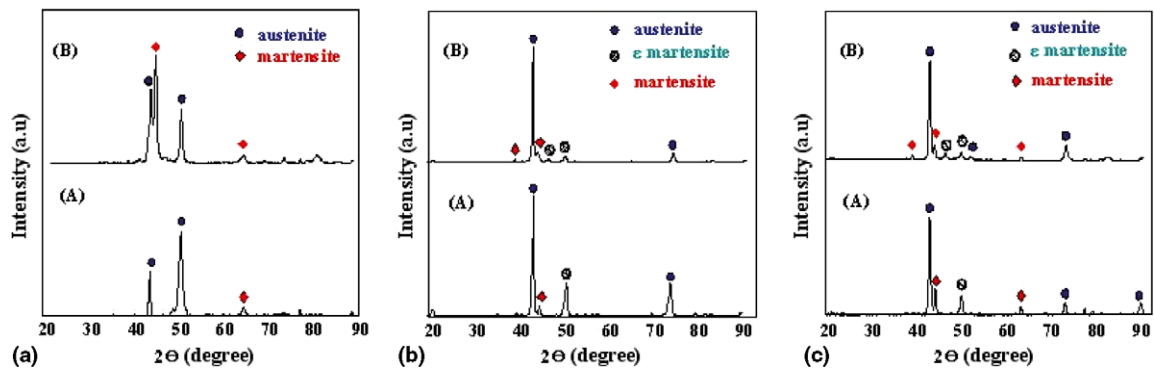 (B)
austenite
martensite
(A)
Intensity (a.u)
20 30 40 50 60 70 80 90
2Θ (degree)
(a)
(B)
austenite
ε martensite
martensite
(A)
Intensity (a.u)
20 30 40 50 60 70 80 90
2Θ (degree)
(b)
(B)
austenite
ε martensite
martensite
(A)
Intensity (a.u)
20 30 40 50 60 70 80 90
2Θ (degree)
(c)